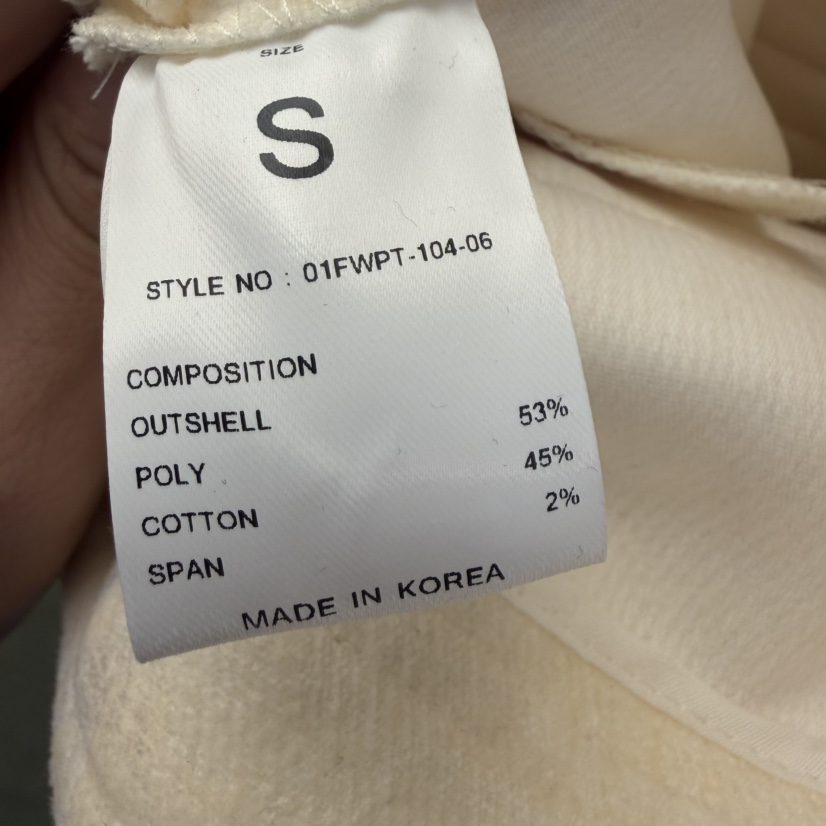 SIZE
S
STYLE NO : 01FWPT-104-06
COMPOSITION
OUTSHELL
POLY 53%
COTTON 45%
SPAN 2%
MADE IN KOREA